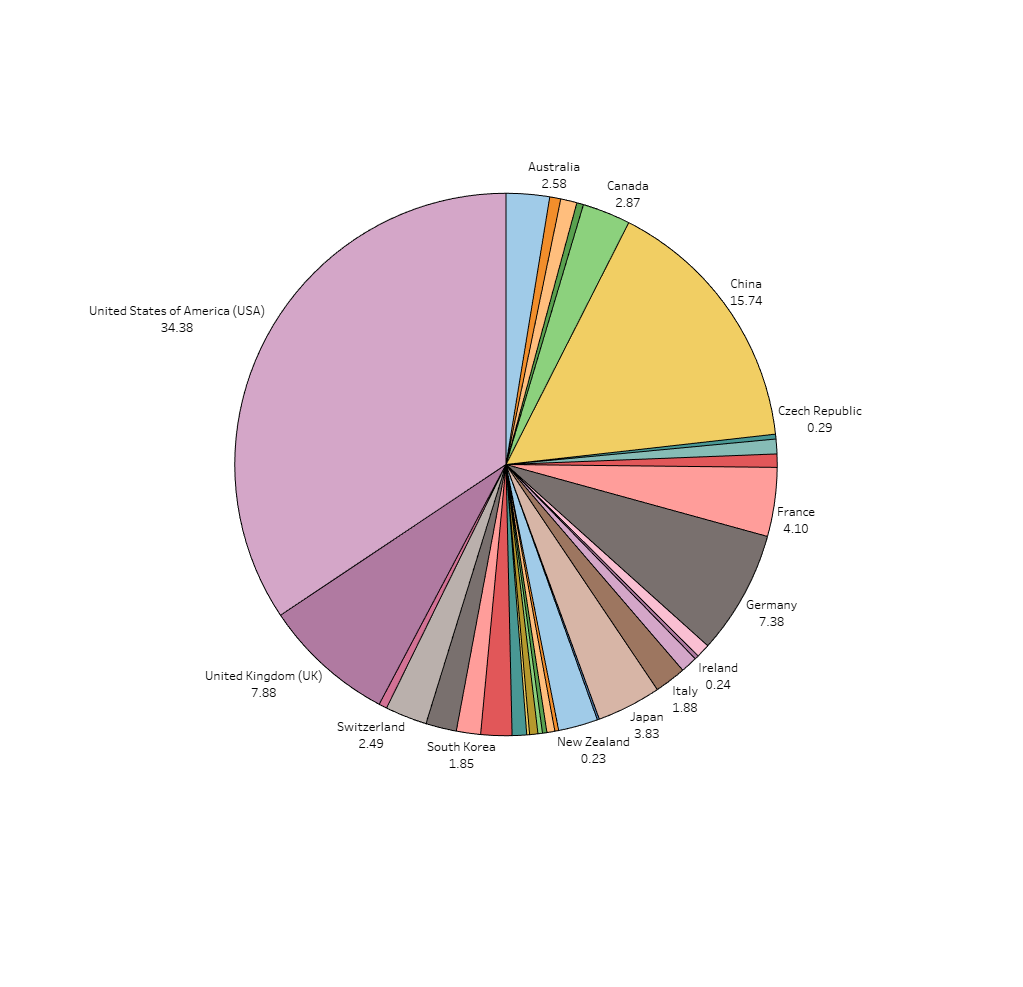 Australia
2.58
Canada
2.87
China
15.74
United States of America (USA)
34.38
Czech Republic
0.29
France
4.10
Germany
7.38
Ireland
0.24
United Kingdom (UK)
7.88
Italy
1.88
Japan
3.83
Switzerland
2.49
New Zealand
0.23
South Korea
1.85